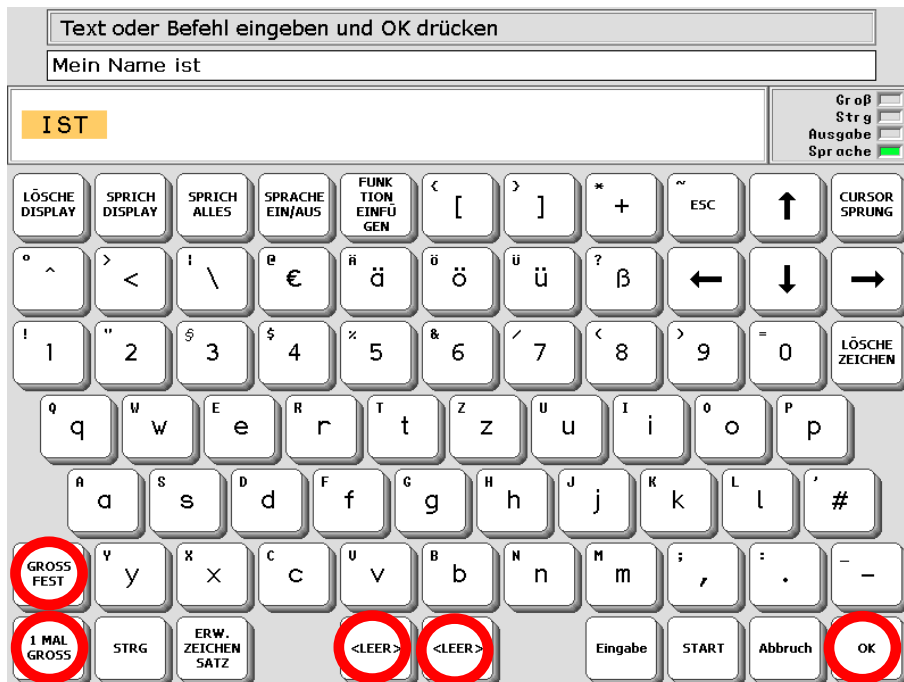 Text oder Befehl eingeben und OK drücken
Mein Name ist
IST
Groß
Strg
Ausgabe
Sprache
LÖSCHE DISPLAY
SPRICH DISPLAY
SPRICH ALLES
SPRACHE EIN/AUS
FUNK TION EINFÜ GEN
{ [
} ]
* +
~ ESC
↑
CURSOR SPRUNG
° ^
> <
¦ \
@ €
Ä ä
Ö ö
Ü ü
? ß
←
↓
→
! 1
" 2
§ 3
$ 4
% 5
& 6
/ 7
( 8
) 9
= 0
LÖSCHE ZEICHEN
Q q
W w
E e
R r
T t
Z z
U u
I i
O o
P p
A a
S s
D d
F f
G g
H h
J j
K k
L l
' #
GROSS FEST
Y y
X x
C c
V v
B b
N n
M m
; ,
: .
_ -
1 MAL GROSS
STRG
ERW. ZEICHEN SATZ
<LEER>
<LEER>
Eingabe
START
Abbruch
OK